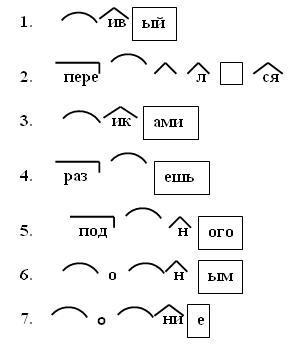 1. ив ый
2. пере л ся
3. ик ами
4. раз ешь
5. под н ого
6. о н ым
7. о ни е